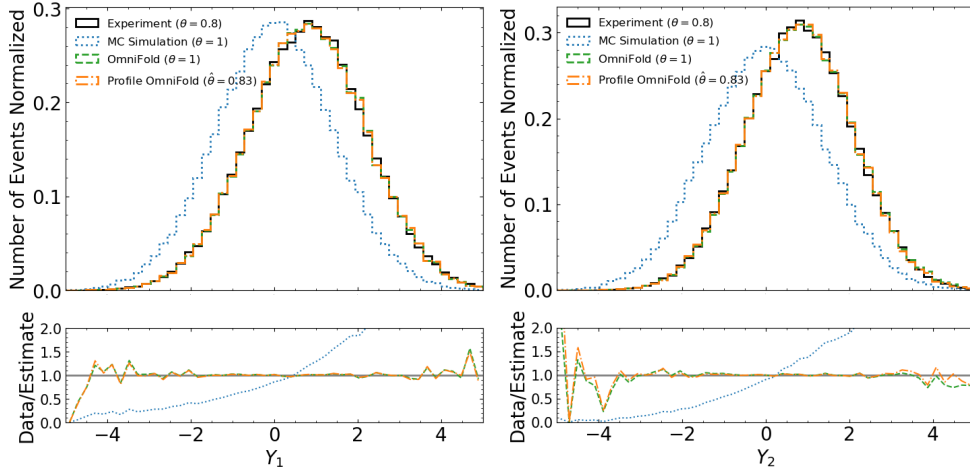 Number of Events Normalized
0.3
0.2
0.1
0.0
Experiment (θ = 0.8)
MC Simulation (θ = 1)
OmniFold (θ = 1)
Profile OmniFold (θ̂ = 0.83)
Data/Estimate
2.0
1.5
1.0
0.5
0.0
−4 −2 0 2 4
Y₁
Number of Events Normalized
0.3
0.2
0.1
0.0
Experiment (θ = 0.8)
MC Simulation (θ = 1)
OmniFold (θ = 1)
Profile OmniFold (θ̂ = 0.83)
Data/Estimate
2.0
1.5
1.0
0.5
0.0
−4 −2 0 2 4
Y₂